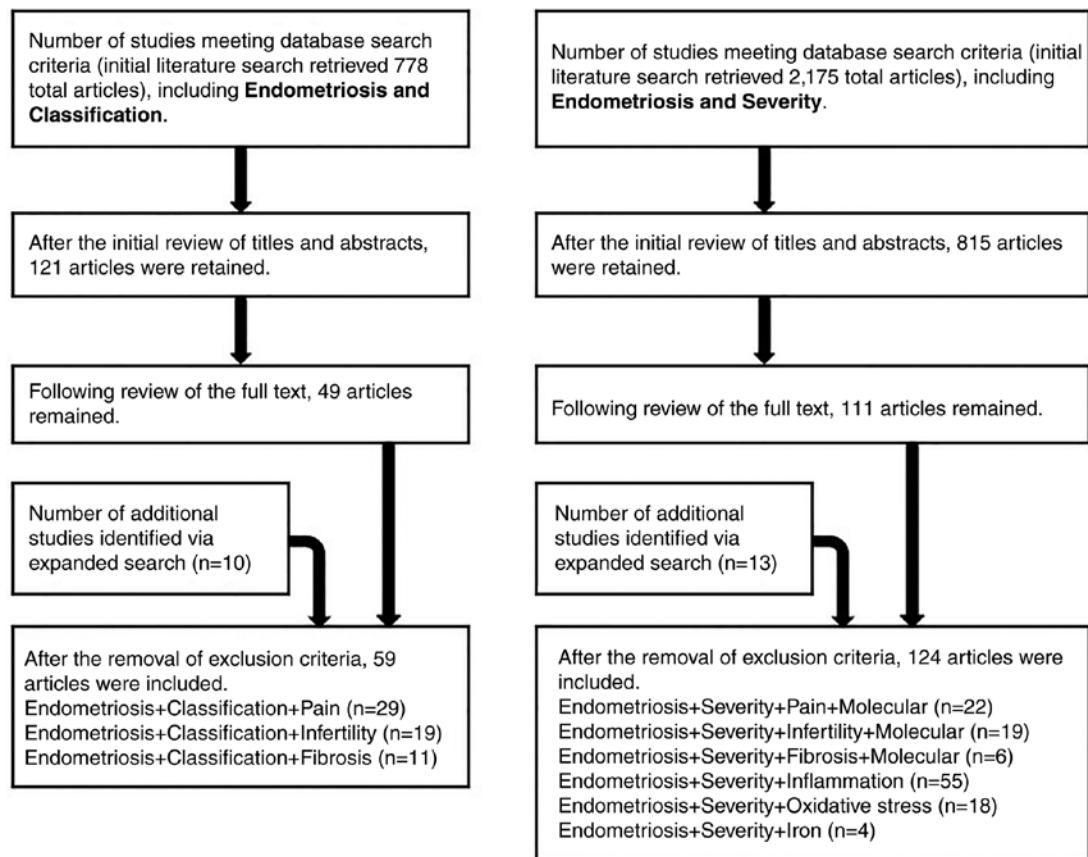 Number of studies meeting database search
criteria (initial literature search retrieved 778
total articles), including Endometriosis and
Classification.
After the initial review of titles and abstracts,
121 articles were retained.
Following review of the full text, 49 articles
remained.
Number of additional
studies identified via
expanded search (n=10)
After the removal of exclusion criteria, 59
articles were included.
Endometriosis+Classification+Pain (n=29)
Endometriosis+Classification+Infertility (n=19)
Endometriosis+Classification+Fibrosis (n=11)
Number of studies meeting database search criteria (initial
literature search retrieved 2,175 total articles), including
Endometriosis and Severity.
After the initial review of titles and abstracts, 815 articles
were retained.
Following review of the full text, 111 articles remained.
Number of additional
studies identified via
expanded search (n=13)
After the removal of exclusion criteria, 124 articles were
included.
Endometriosis+Severity+Pain+Molecular (n=22)
Endometriosis+Severity+Infertility+Molecular (n=19)
Endometriosis+Severity+Fibrosis+Molecular (n=6)
Endometriosis+Severity+Inflammation (n=55)
Endometriosis+Severity+Oxidative stress (n=18)
Endometriosis+Severity+Iron (n=4)